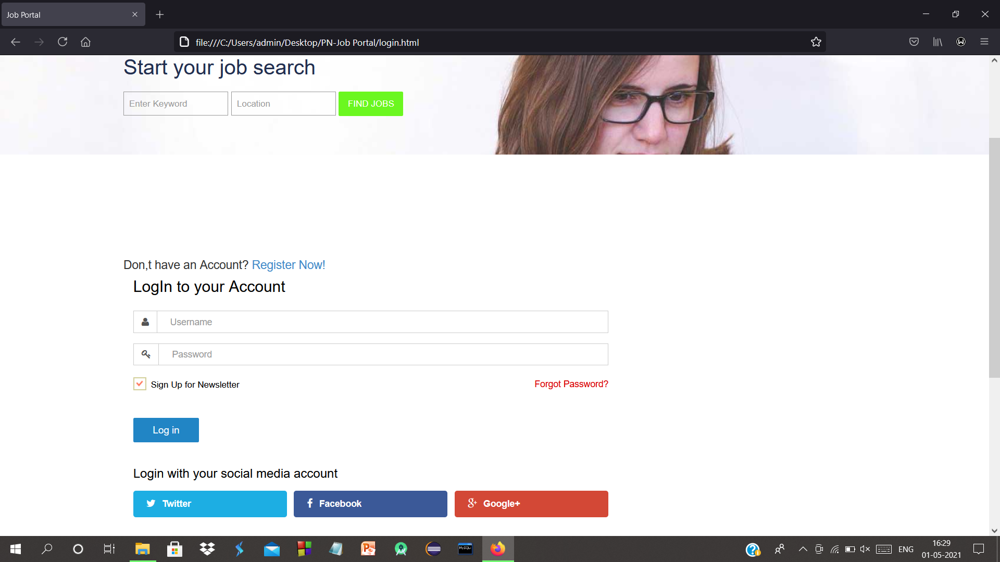 Job Portal
file:///C:/Users/admin/Desktop/PN-Job Portal/login.html
Start your job search
Enter Keyword Location FIND JOBS
Don,t have an Account? Register Now!
LogIn to your Account
Username
Password
Sign Up for Newsletter Forgot Password?
Log in
Login with your social media account
Twitter Facebook Google+
ENG 16:29
01-05-2021